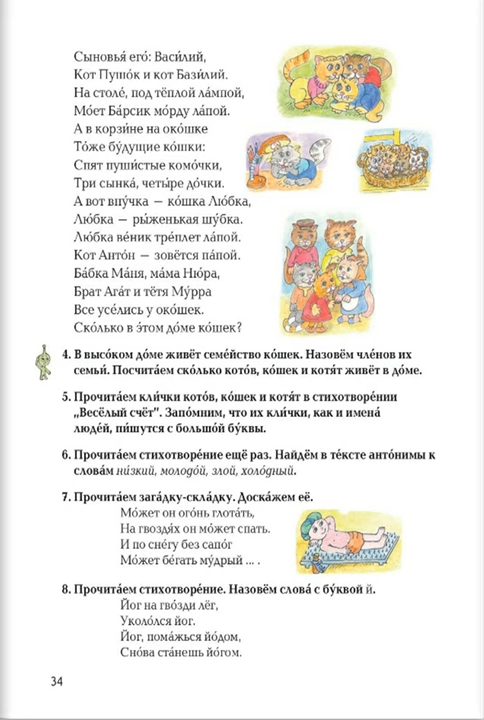 Сыновья́ его́: Васи́лий,
Кот Пушо́к и кот Бази́лий.
На столе́, под тёплой ла́мпой,
Мо́ет Ба́рсик мо́рду ла́пой.
А в корзи́не на око́шке
То́же бу́дущие ко́шки:
Спят пуши́стые комо́чки,
Три сынка́, четы́ре до́чки.
А вот вну́чка — ко́шка Лю́бка,
Лю́бка — ры́женькая шу́бка.
Лю́бка ве́ник тре́плет ла́пой.
Кот Анто́н — зовётся па́пой.
Ба́бка Ма́ня, ма́ма Ню́ра,
Брат Ага́т и тётя Му́рра
Все усе́лись у око́шек.
Ско́лько в э́том до́ме ко́шек?
4. В высо́ком до́ме живёт семе́йство ко́шек. Назовём чле́нов их
семьи́. Посчита́ем ско́лько кото́в, ко́шек и котя́т живёт в до́ме.
5. Прочита́ем кли́чки кото́в, ко́шек и котя́т в стихотворе́нии
„Весёлый счёт". Запо́мним, что их кли́чки, как и имена́
люде́й, пи́шутся с большо́й бу́квы.
6. Прочита́ем стихотворе́ние ещё раз. Найдём в те́ксте анто́нимы к
слова́м ни́зкий, молодо́й, злой, холо́дный.
7. Прочита́ем зага́дку-скла́дку. Доска́жем её.
Мо́жет он ого́нь глота́ть,
На гвоздя́х он мо́жет спать.
И по сне́гу без сапо́г
Мо́жет бе́гать му́дрый ... .
8. Прочита́ем стихотворе́ние. Назовём слова́ с бу́квой й.
Йог на гво́зди лёг,
Уколо́лся йог.
Йог, пома́жься йо́дом,
Сно́ва ста́нешь йо́гом.
34